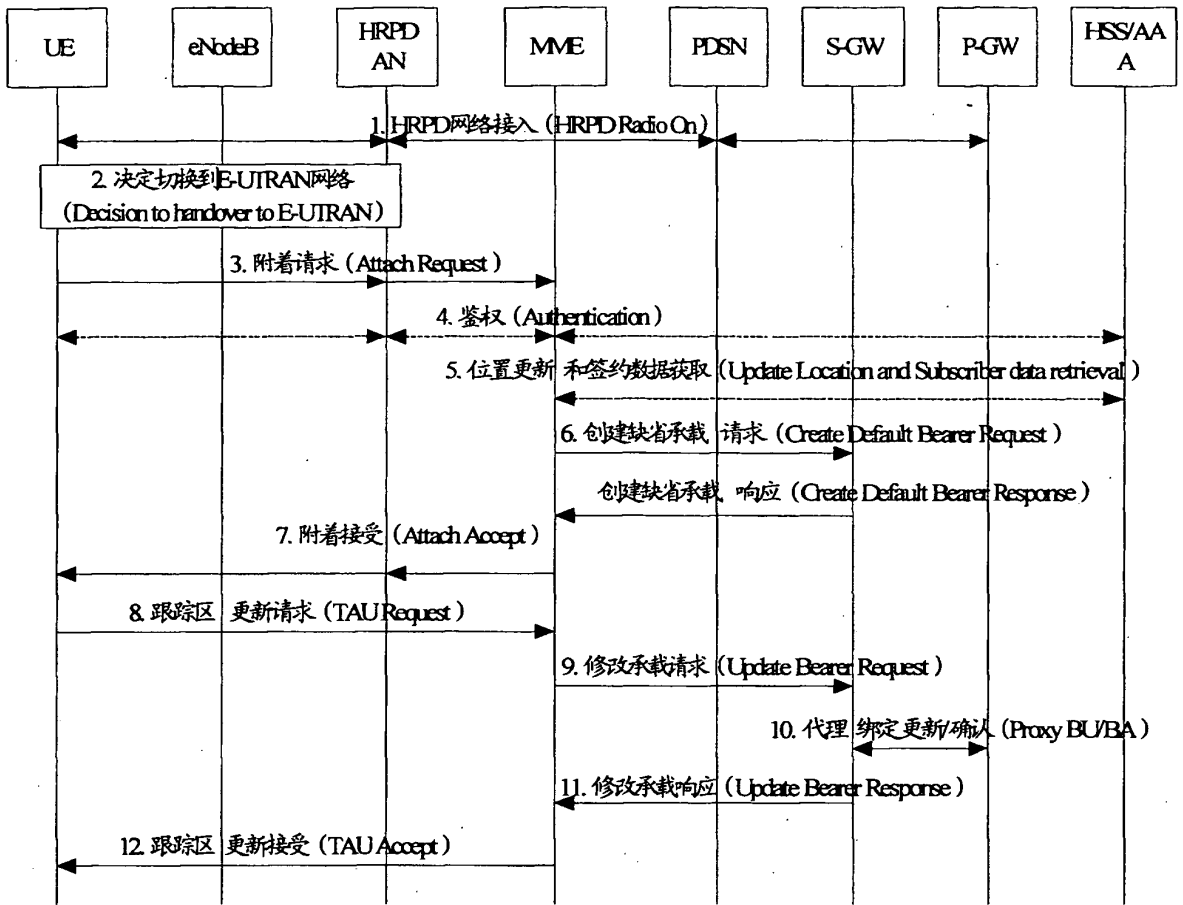 UE
eNodeB
HRPD
AN
MME
PDSN
S-GW
P-GW
HSS/AA
A
1. HRPD网络接入 (HRPD Radio On)
2. 决定切换到E-UTRAN网络
(Decision to handover to E-UTRAN)
3. 附着请求 (Attach Request)
4. 鉴权 (Authentication)
5. 位置更新 和签约数据获取 (Update Location and Subscriber data retrieval)
6. 创建缺省承载 请求 (Create Default Bearer Request)
创建缺省承载 响应 (Create Default Bearer Response)
7. 附着接受 (Attach Accept)
8. 跟踪区 更新请求 (TAU Request)
9. 修改承载请求 (Update Bearer Request)
10. 代理 绑定更新/确认 (Proxy BU/BA)
11. 修改承载响应 (Update Bearer Response)
12. 跟踪区 更新接受 (TAU Accept)